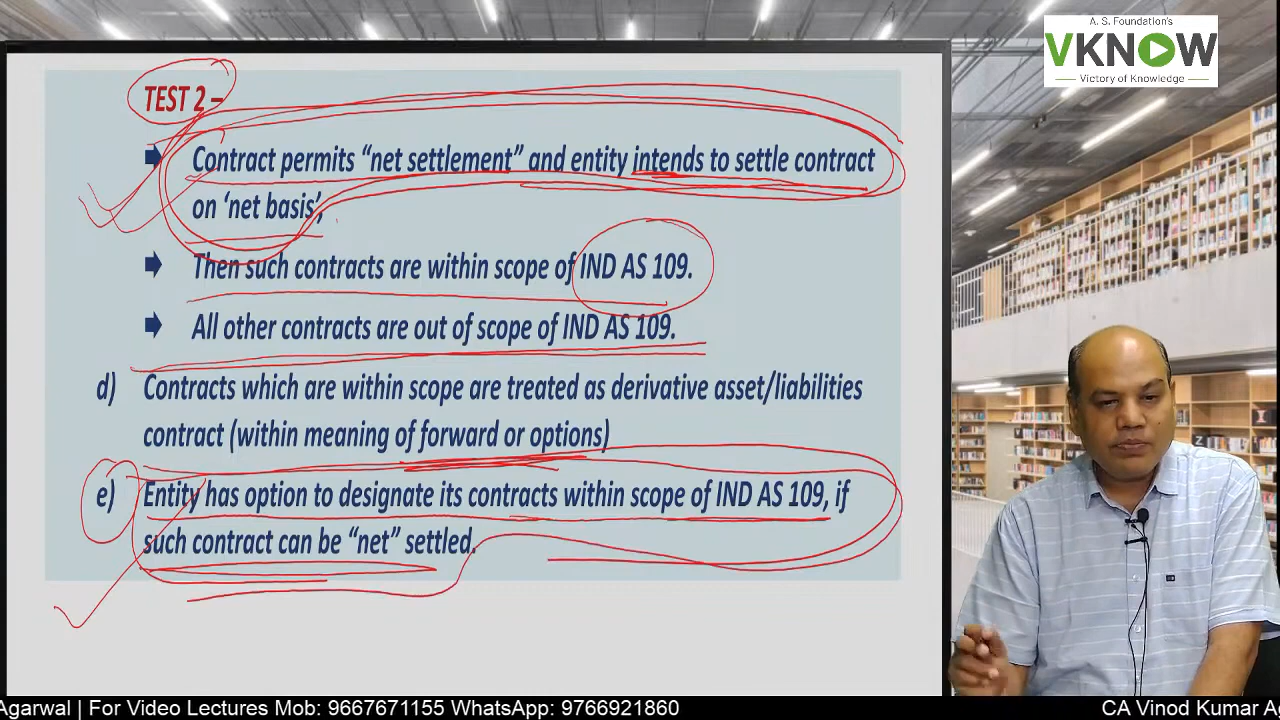 A. S. Foundation's
VKNOW
Victory of Knowledge
TEST 2 –
Contract permits “net settlement” and entity intends to settle contract
on ‘net basis’,
Then such contracts are within scope of IND AS 109.
All other contracts are out of scope of IND AS 109.
d) Contracts which are within scope are treated as derivative asset/liabilities
contract (within meaning of forward or options)
e) Entity has option to designate its contracts within scope of IND AS 109, if
such contract can be “net” settled.
Agarwal | For Video Lectures Mob: 9667671155 WhatsApp: 9766921860 CA Vinod Kumar Ag